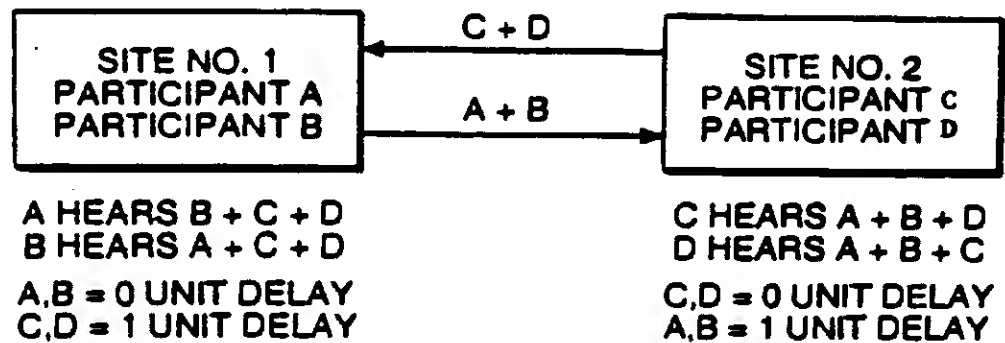 C + D
SITE NO. 1
PARTICIPANT A
PARTICIPANT B
A + B
SITE NO. 2
PARTICIPANT C
PARTICIPANT D
A HEARS B + C + D
B HEARS A + C + D
A,B = 0 UNIT DELAY
C,D = 1 UNIT DELAY
C HEARS A + B + D
D HEARS A + B + C
C,D = 0 UNIT DELAY
A,B = 1 UNIT DELAY